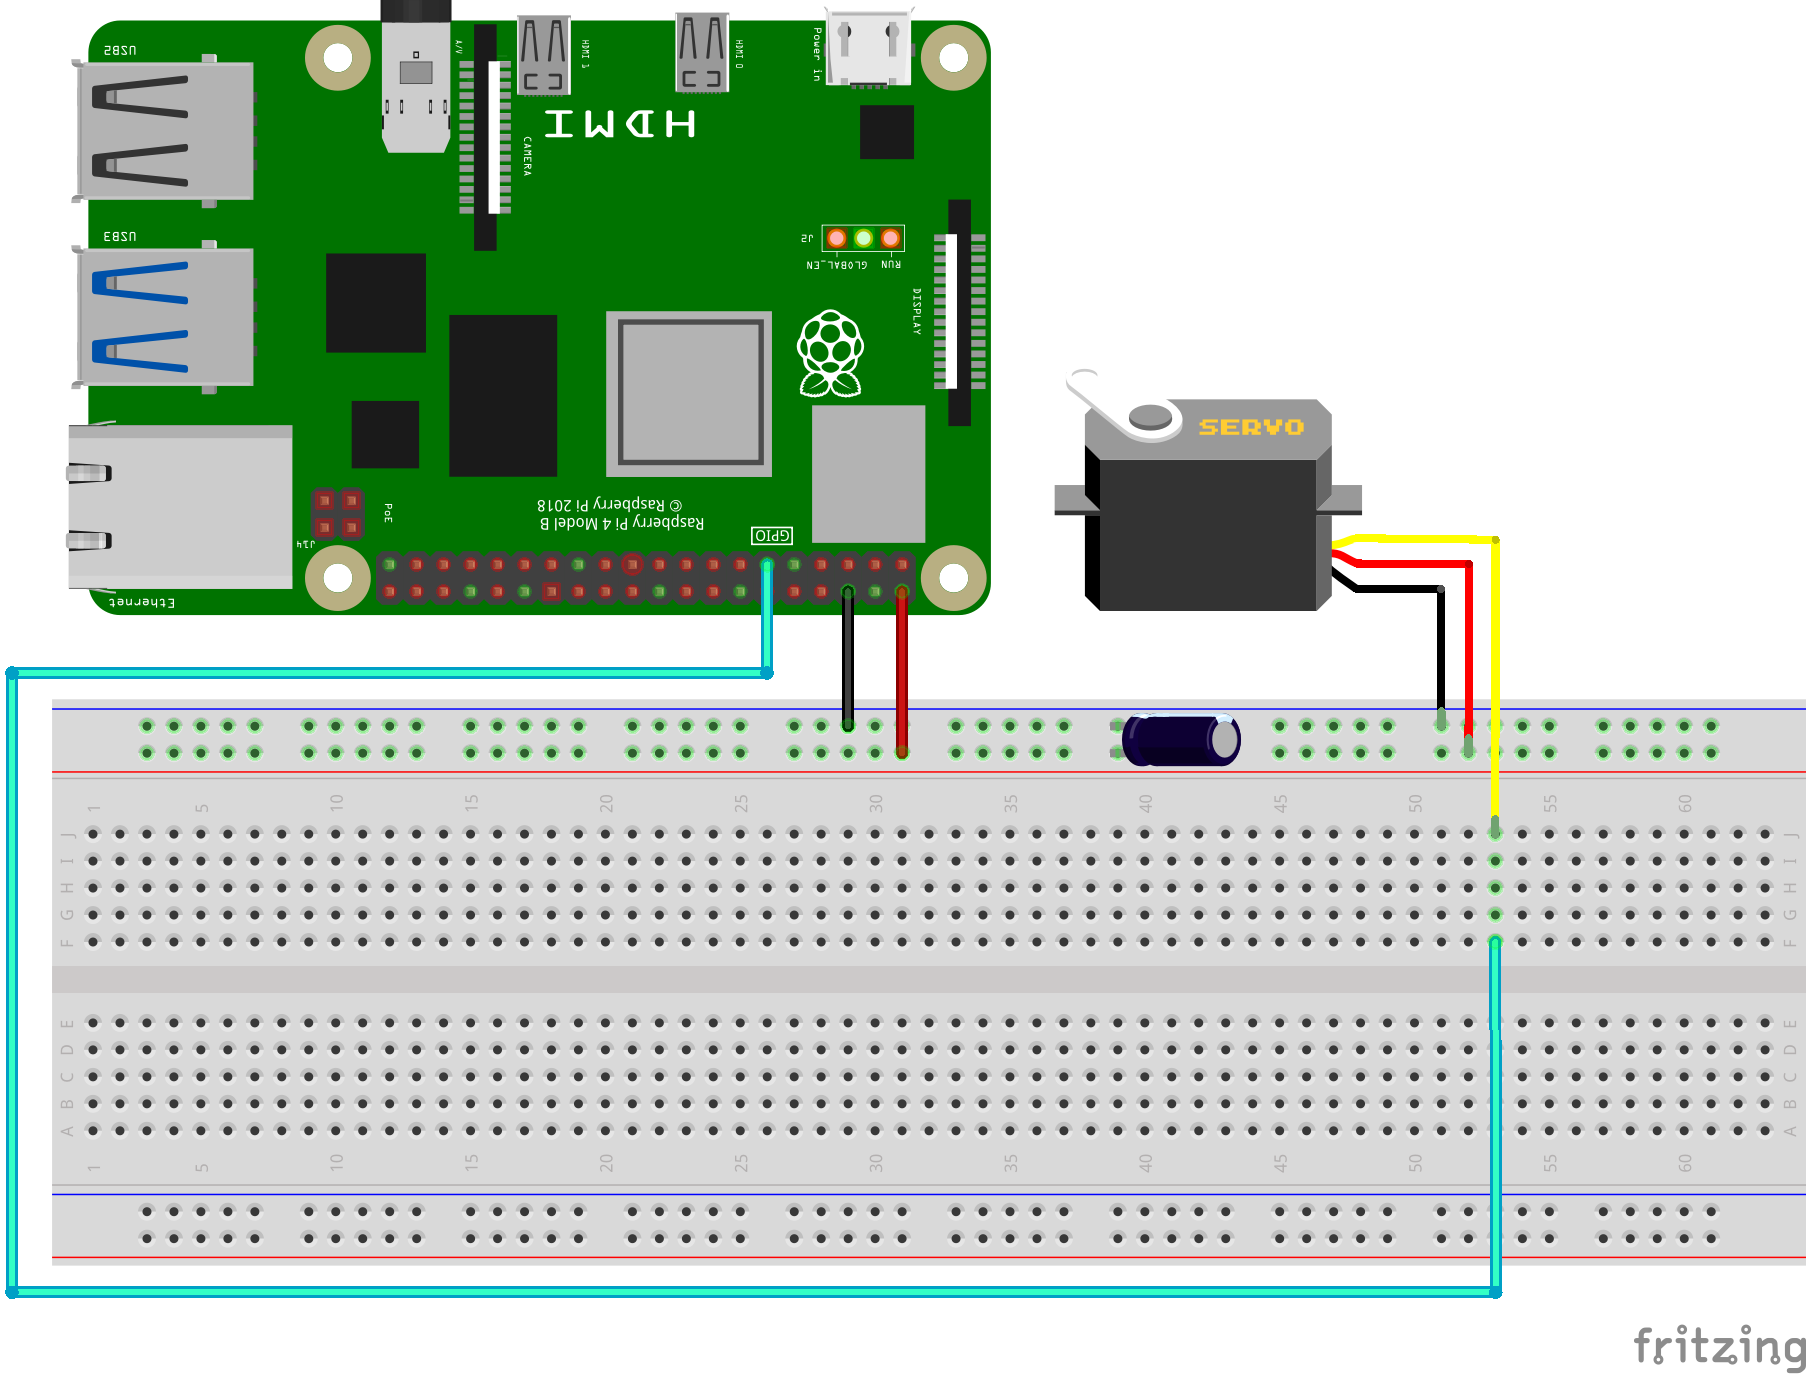 USB2
A/V
HDMI 1
HDMI 0
Power in
HDMI
CAMERA
USB3
J2
GLOBAL_EN
RUN
DISPLAY
SERVO
PoE
J14
© Raspberry Pi 2018
Raspberry Pi 4 Model B
GPIO
Ethernet
1 5 10 15 20 25 30 35 40 45 50 55 60
J J
I I
H H
G G
F F
E E
D D
C C
B B
A A
1 5 10 15 20 25 30 35 40 45 50 55 60
fritzing